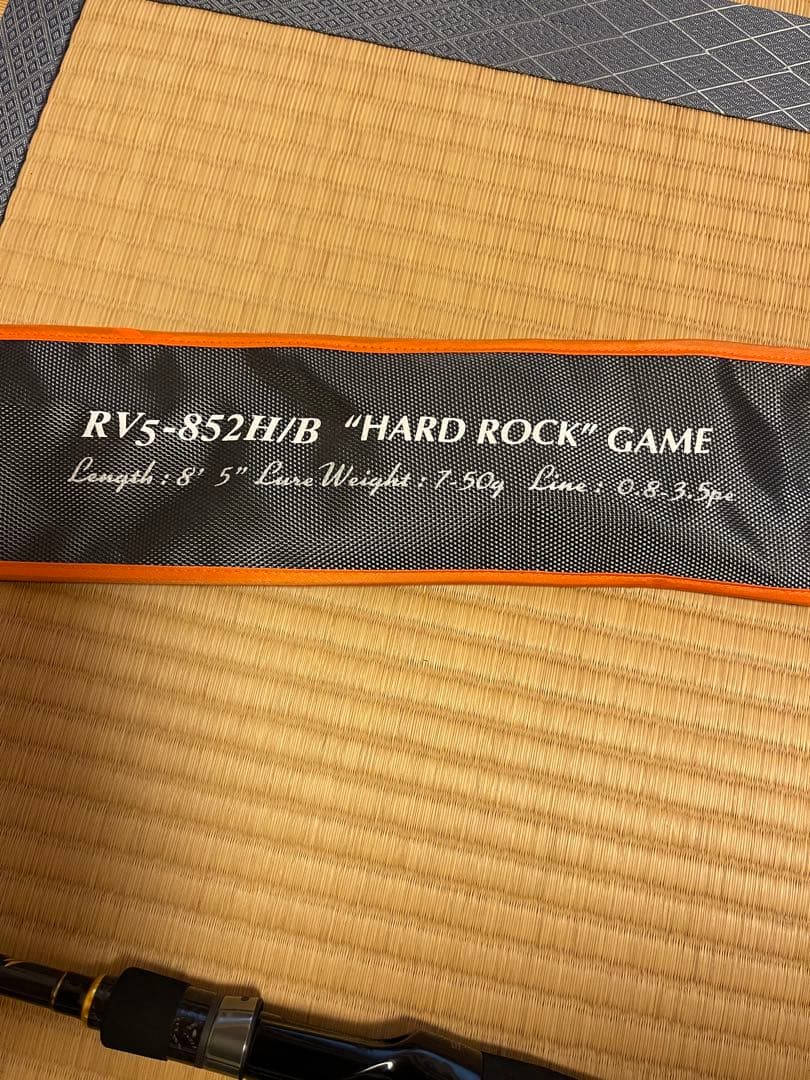 RV5-852H/B "HARD ROCK" GAME
Length : 8' 5" Lure Weight : 7-50g Line : 0.8-3.5pe